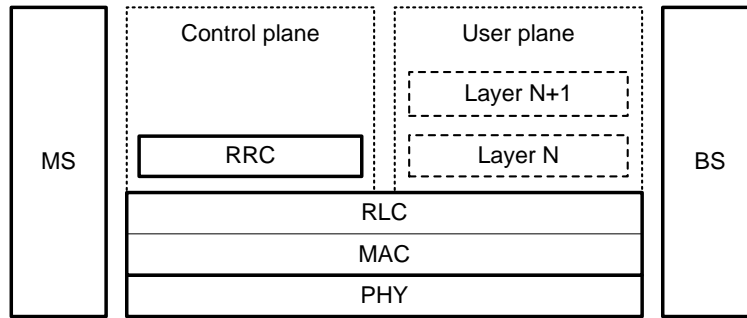 Control plane
User plane
Layer N+1
MS
RRC
Layer N
BS
RLC
MAC
PHY